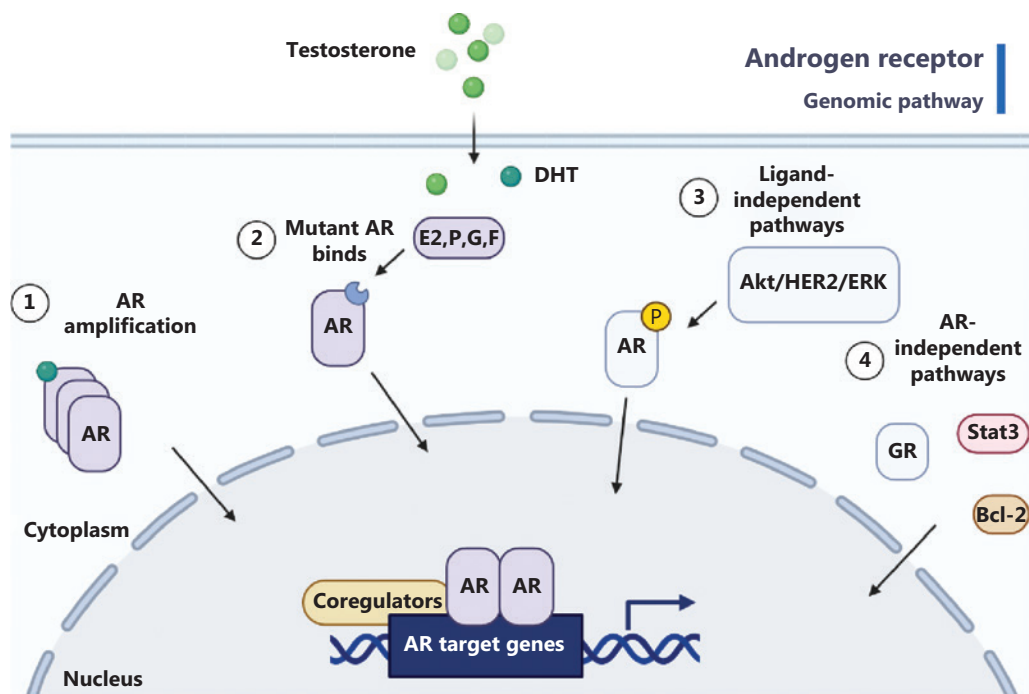 Testosterone
Androgen receptor
Genomic pathway
DHT
2
Mutant AR
binds
E2,P,G,F
AR
3
Ligand-
independent
pathways
Akt/HER2/ERK
P
AR
1
AR
amplification
AR
4
AR-
independent
pathways
GR
Stat3
Bcl-2
Cytoplasm
Coregulators
AR
AR
AR target genes
Nucleus